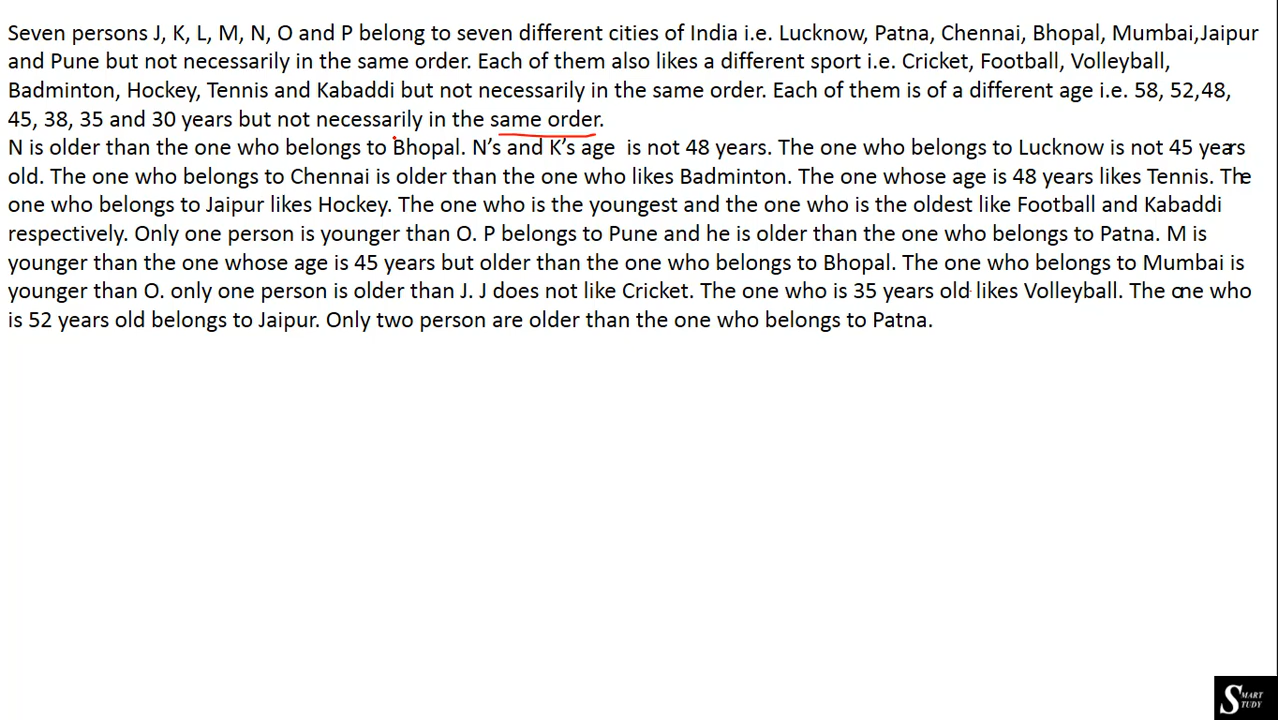 Seven persons J, K, L, M, N, O and P belong to seven different cities of India i.e. Lucknow, Patna, Chennai, Bhopal, Mumbai,Jaipur
and Pune but not necessarily in the same order. Each of them also likes a different sport i.e. Cricket, Football, Volleyball,
Badminton, Hockey, Tennis and Kabaddi but not necessarily in the same order. Each of them is of a different age i.e. 58, 52,48,
45, 38, 35 and 30 years but not necessarily in the same order.
N is older than the one who belongs to Bhopal. N's and K's age is not 48 years. The one who belongs to Lucknow is not 45 years
old. The one who belongs to Chennai is older than the one who likes Badminton. The one whose age is 48 years likes Tennis. The
one who belongs to Jaipur likes Hockey. The one who is the youngest and the one who is the oldest like Football and Kabaddi
respectively. Only one person is younger than O. P belongs to Pune and he is older than the one who belongs to Patna. M is
younger than the one whose age is 45 years but older than the one who belongs to Bhopal. The one who belongs to Mumbai is
younger than O. only one person is older than J. J does not like Cricket. The one who is 35 years old likes Volleyball. The one who
is 52 years old belongs to Jaipur. Only two person are older than the one who belongs to Patna.
SMART
STUDY